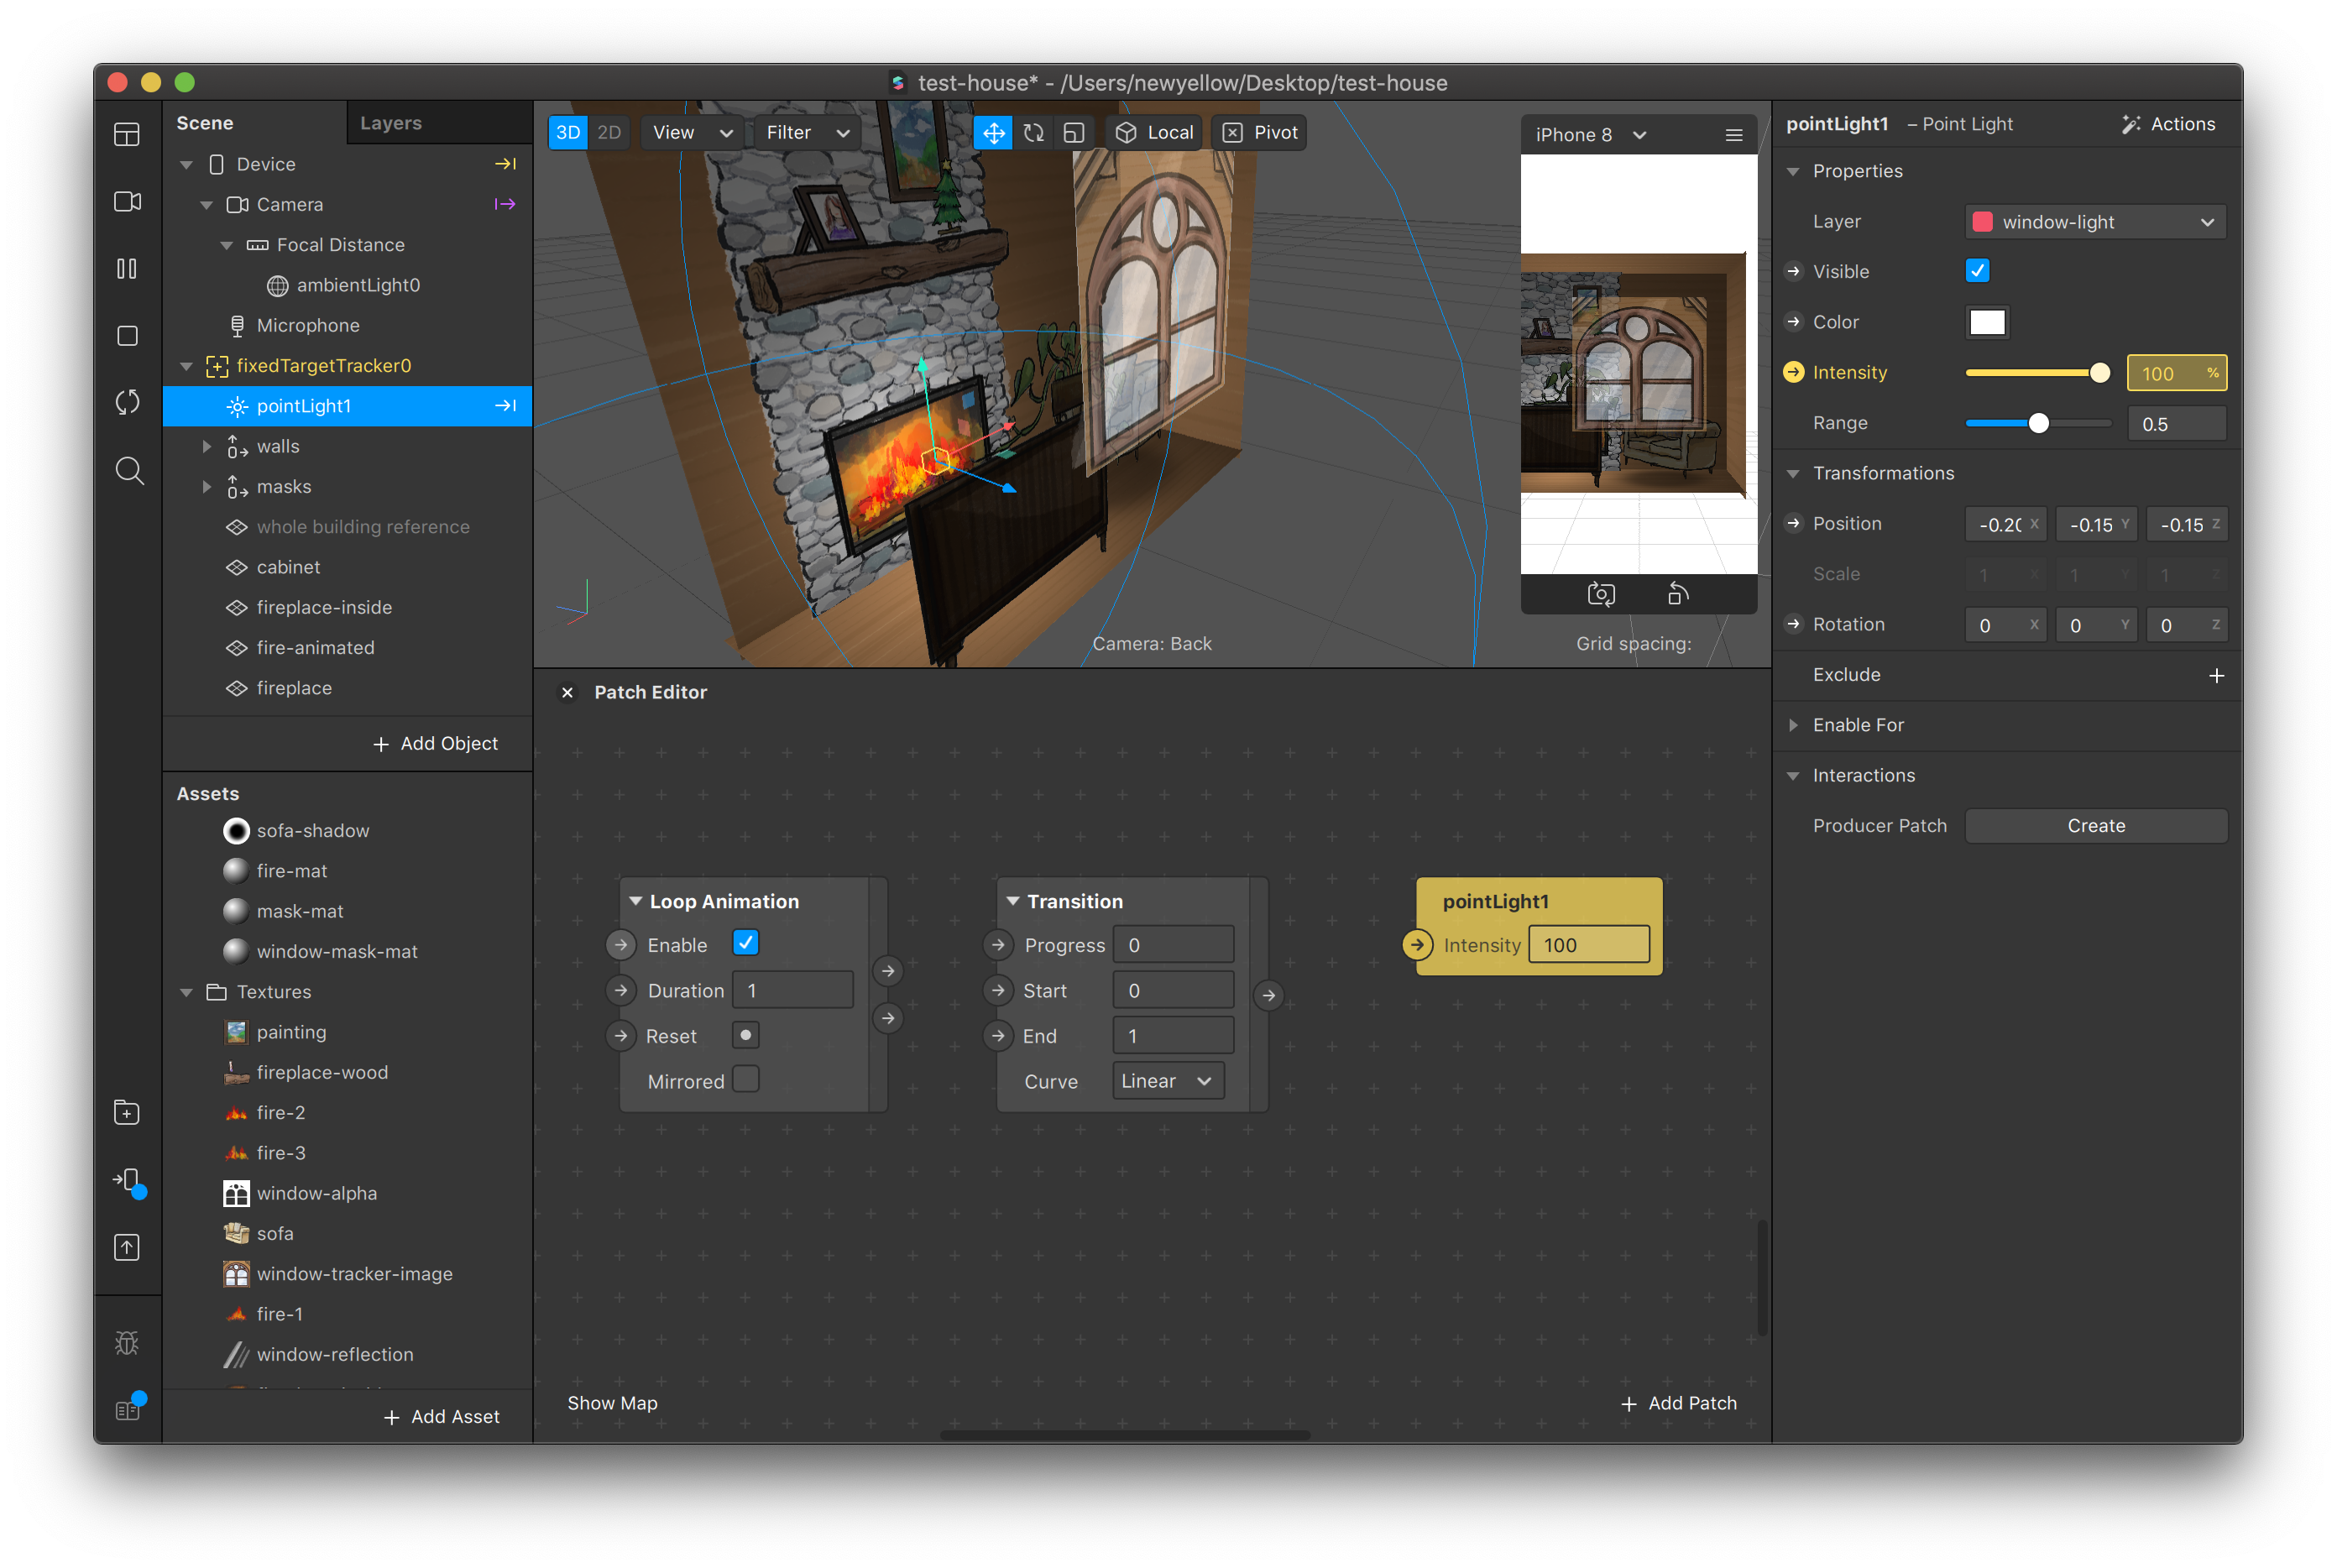 test-house* - /Users/newyellow/Desktop/test-house
Scene
Layers
Device
Camera
Focal Distance
ambientLight0
Microphone
fixedTargetTracker0
pointLight1
walls
masks
whole building reference
cabinet
fireplace-inside
fire-animated
fireplace
+ Add Object
Assets
sofa-shadow
fire-mat
mask-mat
window-mask-mat
Textures
painting
fireplace-wood
fire-2
fire-3
window-alpha
sofa
window-tracker-image
fire-1
window-reflection
+ Add Asset
3D 2D View Filter Local Pivot
iPhone 8
Camera: Back
Grid spacing:
Patch Editor
Loop Animation
Enable
Duration 1
Reset
Mirrored
Transition
Progress 0
Start 0
End 1
Curve Linear
pointLight1
Intensity 100
Show Map
+ Add Patch
pointLight1 – Point Light Actions
Properties
Layer window-light
Visible
Color
Intensity 100 %
Range 0.5
Transformations
Position -0.20 X -0.15 Y -0.15 Z
Scale 1 X 1 Y 1 Z
Rotation 0 X 0 Y 0 Z
Exclude +
Enable For
Interactions
Producer Patch Create